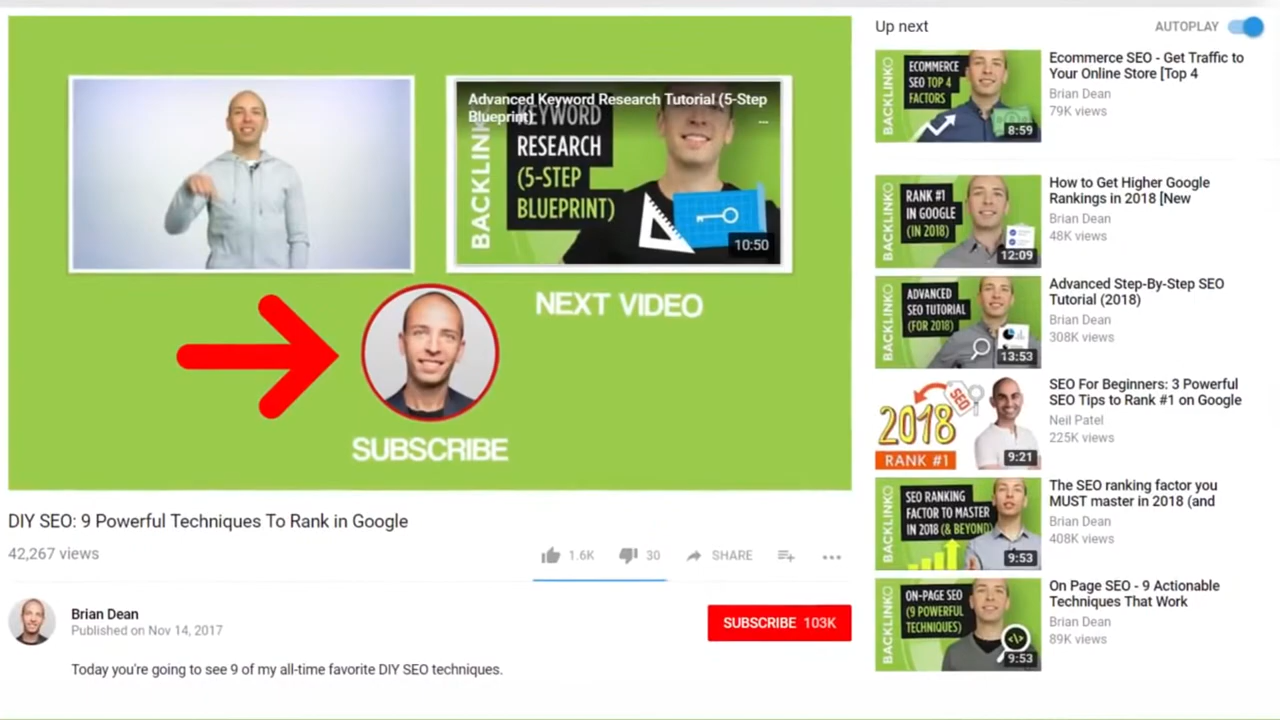 Advanced Keyword Research Tutorial (5-Step
Blueprint)
...
BACKLINKO
KEYWORD
RESEARCH
(5-STEP
BLUEPRINT)
10:50
NEXT VIDEO
SUBSCRIBE
DIY SEO: 9 Powerful Techniques To Rank in Google
42,267 views
1.6K
30
SHARE
Brian Dean
Published on Nov 14, 2017
SUBSCRIBE 103K
Today you're going to see 9 of my all-time favorite DIY SEO techniques.
Up next
AUTOPLAY
BACKLINKO
ECOMMERCE
SEO TOP 4
FACTORS
8:59
Ecommerce SEO - Get Traffic to
Your Online Store [Top 4
Brian Dean
79K views
BACKLINKO
RANK #1
IN GOOGLE
(IN 2018)
12:09
How to Get Higher Google
Rankings in 2018 [New
Brian Dean
48K views
BACKLINKO
ADVANCED
SEO TUTORIAL
(FOR 2018)
13:53
Advanced Step-By-Step SEO
Tutorial (2018)
Brian Dean
308K views
2018
SEO
RANK #1
9:21
SEO For Beginners: 3 Powerful
SEO Tips to Rank #1 on Google
Neil Patel
225K views
BACKLINKO
SEO RANKING
FACTOR TO MASTER
IN 2018 (& BEYOND)
9:53
The SEO ranking factor you
MUST master in 2018 (and
Brian Dean
408K views
BACKLINKO
ON-PAGE SEO
(9 POWERFUL
TECHNIQUES)
</>
9:53
On Page SEO - 9 Actionable
Techniques That Work
Brian Dean
89K views